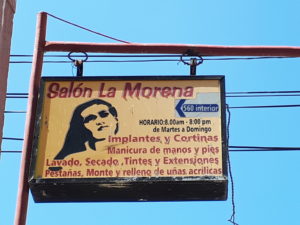 Salón La Morena
560 interior
HORARIO:8.00am - 8:00 pm
de Martes a Domingo
Implantes, y Cortinas
Manicura de manos y pies
Lavado, Secado ,Tintes y Extensiones
Pestañas, Monte y relleno de uñas acrilicas